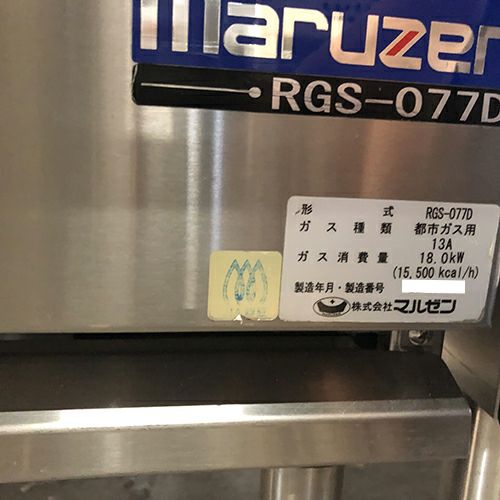 maruzen
RGS-077D
形 式 RGS-077D
ガス種類 都市ガス用
13A
ガス消費量 18.0kW
(15,500kcal/h)
製造年月・製造番号
株式会社マルゼン